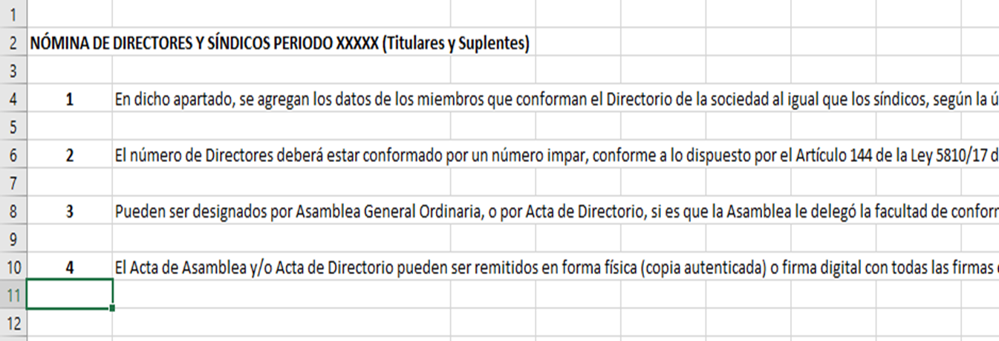 1
2 NÓMINA DE DIRECTORES Y SÍNDICOS PERIODO XXXXX (Titulares y Suplentes)
3
4 1 En dicho apartado, se agregan los datos de los miembros que conforman el Directorio de la sociedad al igual que los síndicos, según la ú
5
6 2 El número de Directores deberá estar conformado por un número impar, conforme a lo dispuesto por el Artículo 144 de la Ley 5810/17 d
7
8 3 Pueden ser designados por Asamblea General Ordinaria, o por Acta de Directorio, si es que la Asamblea le delegó la facultad de confor
9
10 4 El Acta de Asamblea y/o Acta de Directorio pueden ser remitidos en forma física (copia autenticada) o firma digital con todas las firmas
11
12